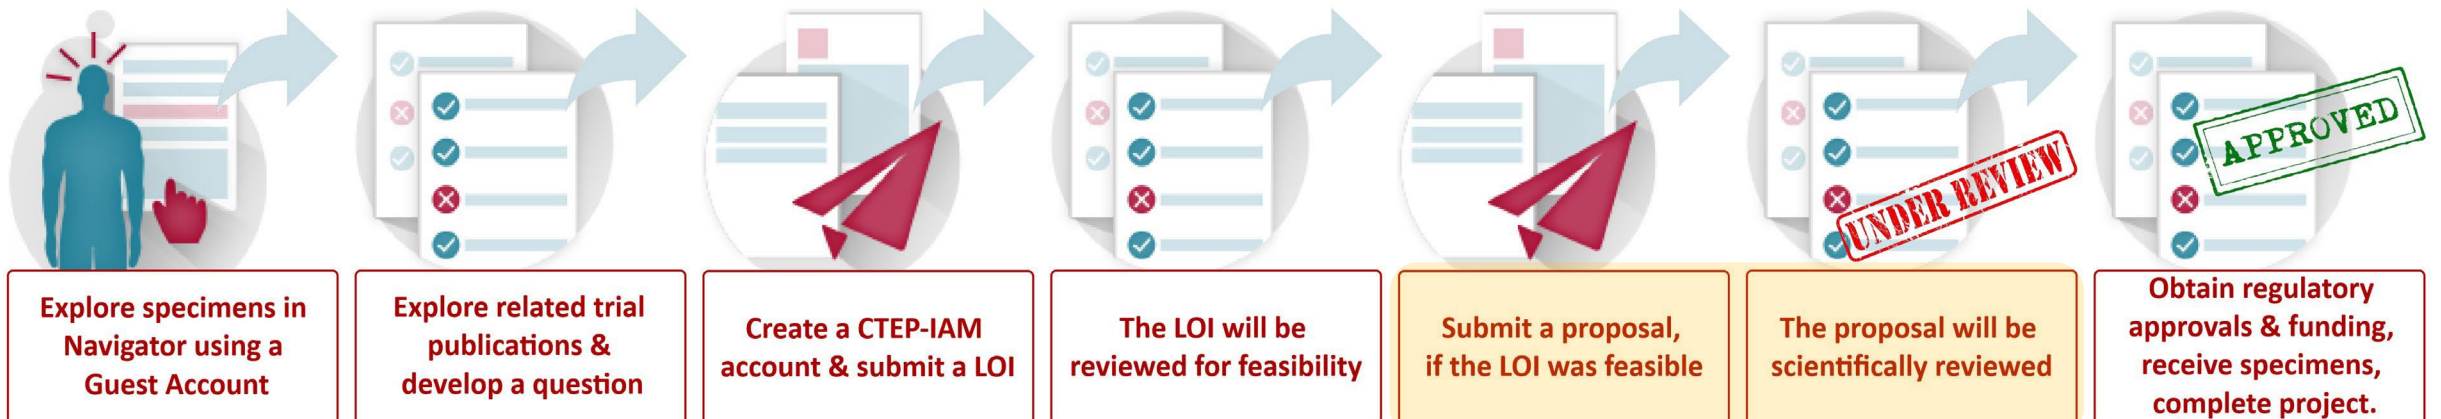 UNDER REVIEW
APPROVED
Explore specimens in
Navigator using a
Guest Account
Explore related trial
publications &
develop a question
Create a CTEP-IAM
account & submit a LOI
The LOI will be
reviewed for feasibility
Submit a proposal,
if the LOI was feasible
The proposal will be
scientifically reviewed
Obtain regulatory
approvals & funding,
receive specimens,
complete project.